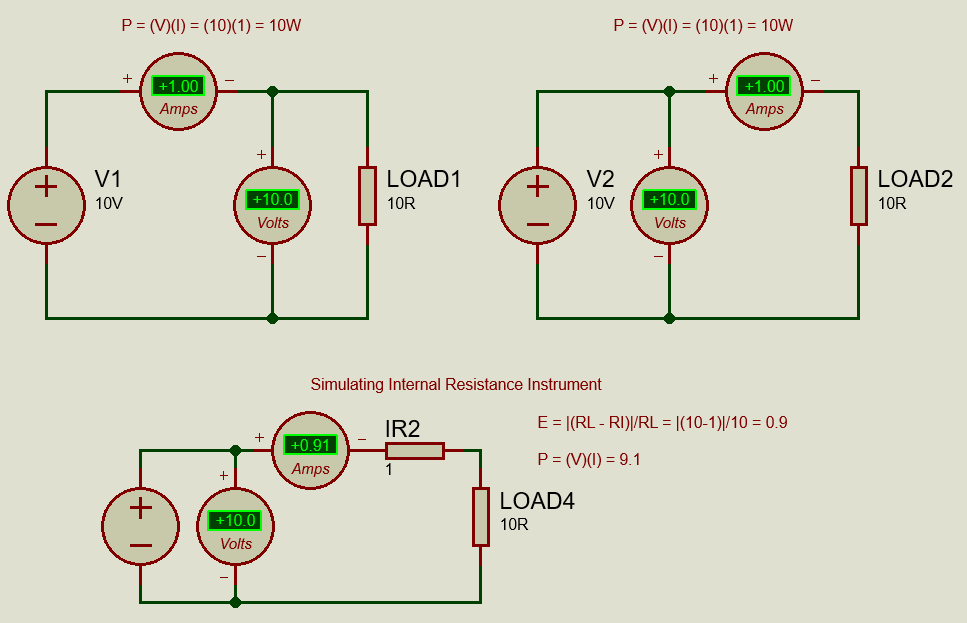 P = (V)(I) = (10)(1) = 10W
P = (V)(I) = (10)(1) = 10W
+ +1.00 −
Amps
+ +1.00 −
Amps
+
+10.0
Volts
−
V1
10V
LOAD1
10R
+
+10.0
Volts
−
V2
10V
LOAD2
10R
Simulating Internal Resistance Instrument
E = |(RL - RI)|/RL = |(10-1)|/10 = 0.9
P = (V)(I) = 9.1
+ +0.91 −
Amps
IR2
1
+
+10.0
Volts
−
LOAD4
10R